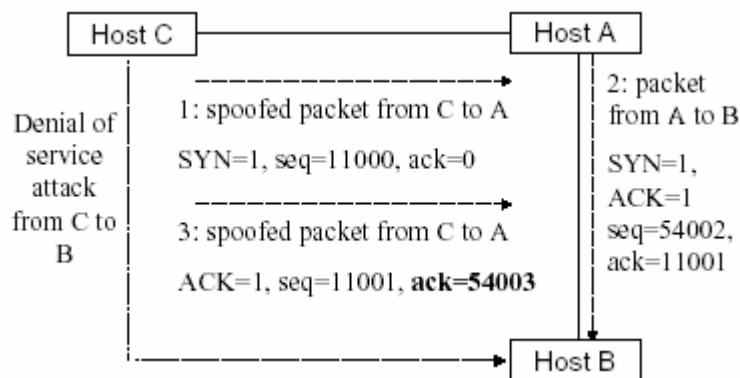 Host C
Host A
1: spoofed packet from C to A
SYN=1, seq=11000, ack=0
3: spoofed packet from C to A
ACK=1, seq=11001, ack=54003
Denial of
service
attack
from C to
B
2: packet
from A to B
SYN=1,
ACK=1
seq=54002,
ack=11001
Host B